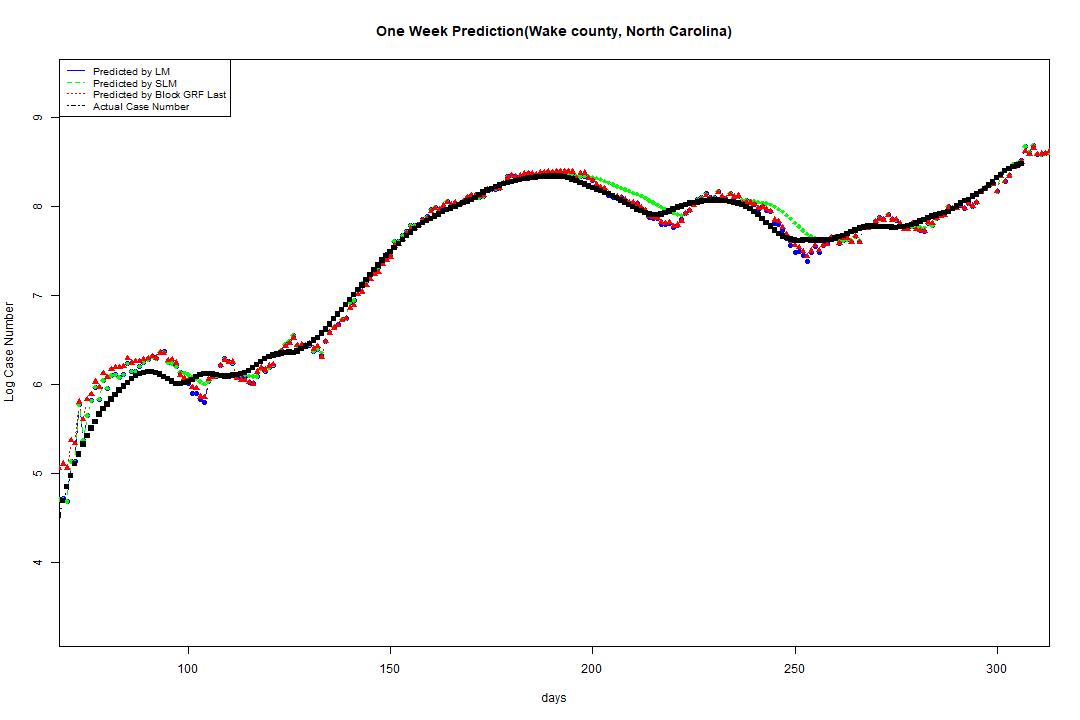 One Week Prediction(Wake county, North Carolina)
Predicted by LM
Predicted by SLM
Predicted by Block GRF Last
Actual Case Number
9
8
7
6
5
4
Log Case Number
100 150 200 250 300
days